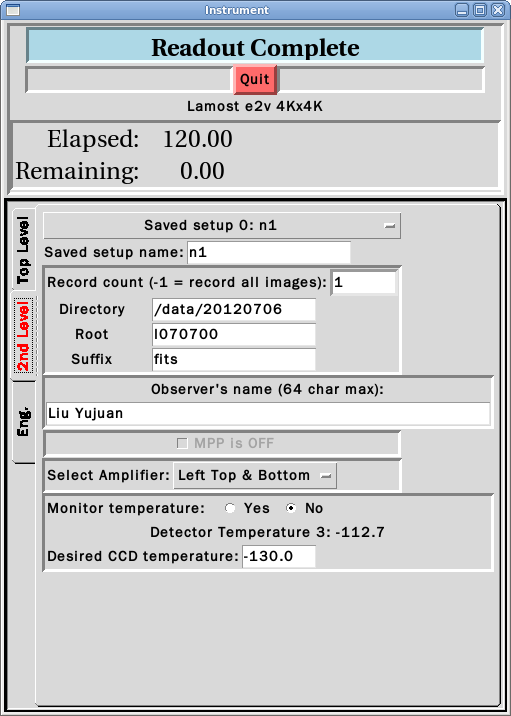 Instrument
Readout Complete
Quit
Lamost e2v 4Kx4K
Elapsed: 120.00
Remaining: 0.00
Top Level
2nd Level
Eng.
Saved setup 0: n1
Saved setup name: n1
Record count (-1 = record all images): 1
Directory /data/20120706
Root l070700
Suffix fits
Observer's name (64 char max):
Liu Yujuan
MPP is OFF
Select Amplifier: Left Top & Bottom
Monitor temperature: Yes No
Detector Temperature 3: -112.7
Desired CCD temperature: -130.0